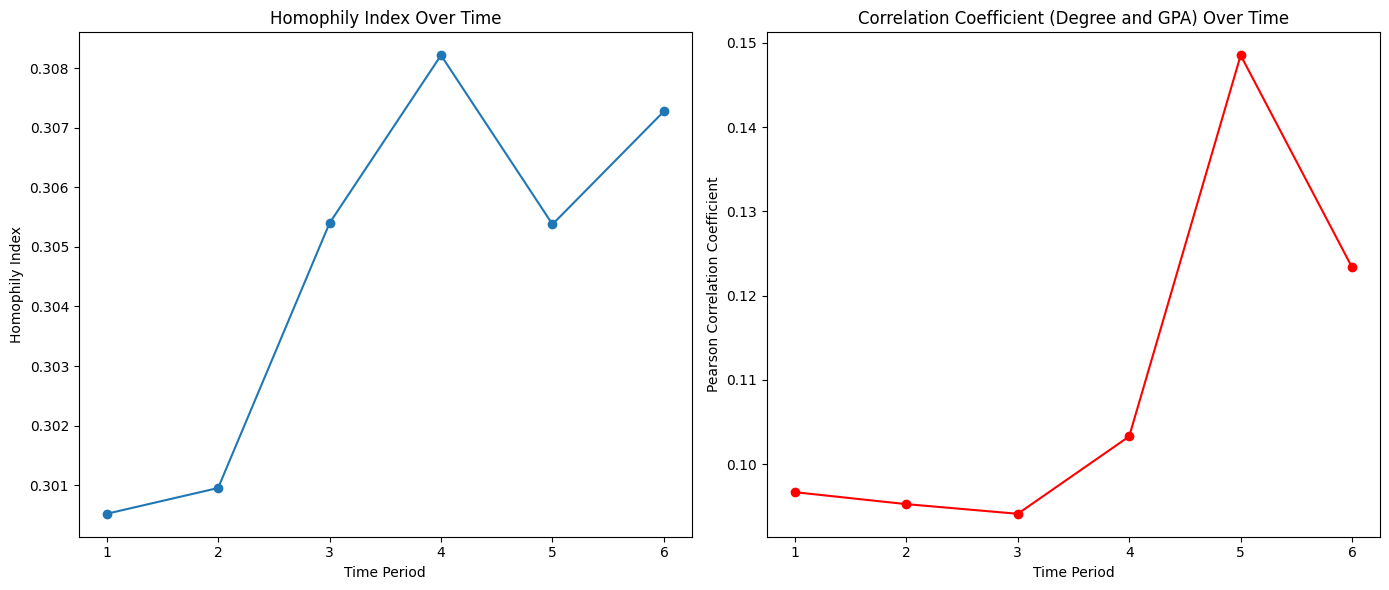 Homophily Index Over Time
Homophily Index
0.308
0.307
0.306
0.305
0.304
0.303
0.302
0.301
1 2 3 4 5 6
Time Period
Correlation Coefficient (Degree and GPA) Over Time
Pearson Correlation Coefficient
0.15
0.14
0.13
0.12
0.11
0.10
1 2 3 4 5 6
Time Period